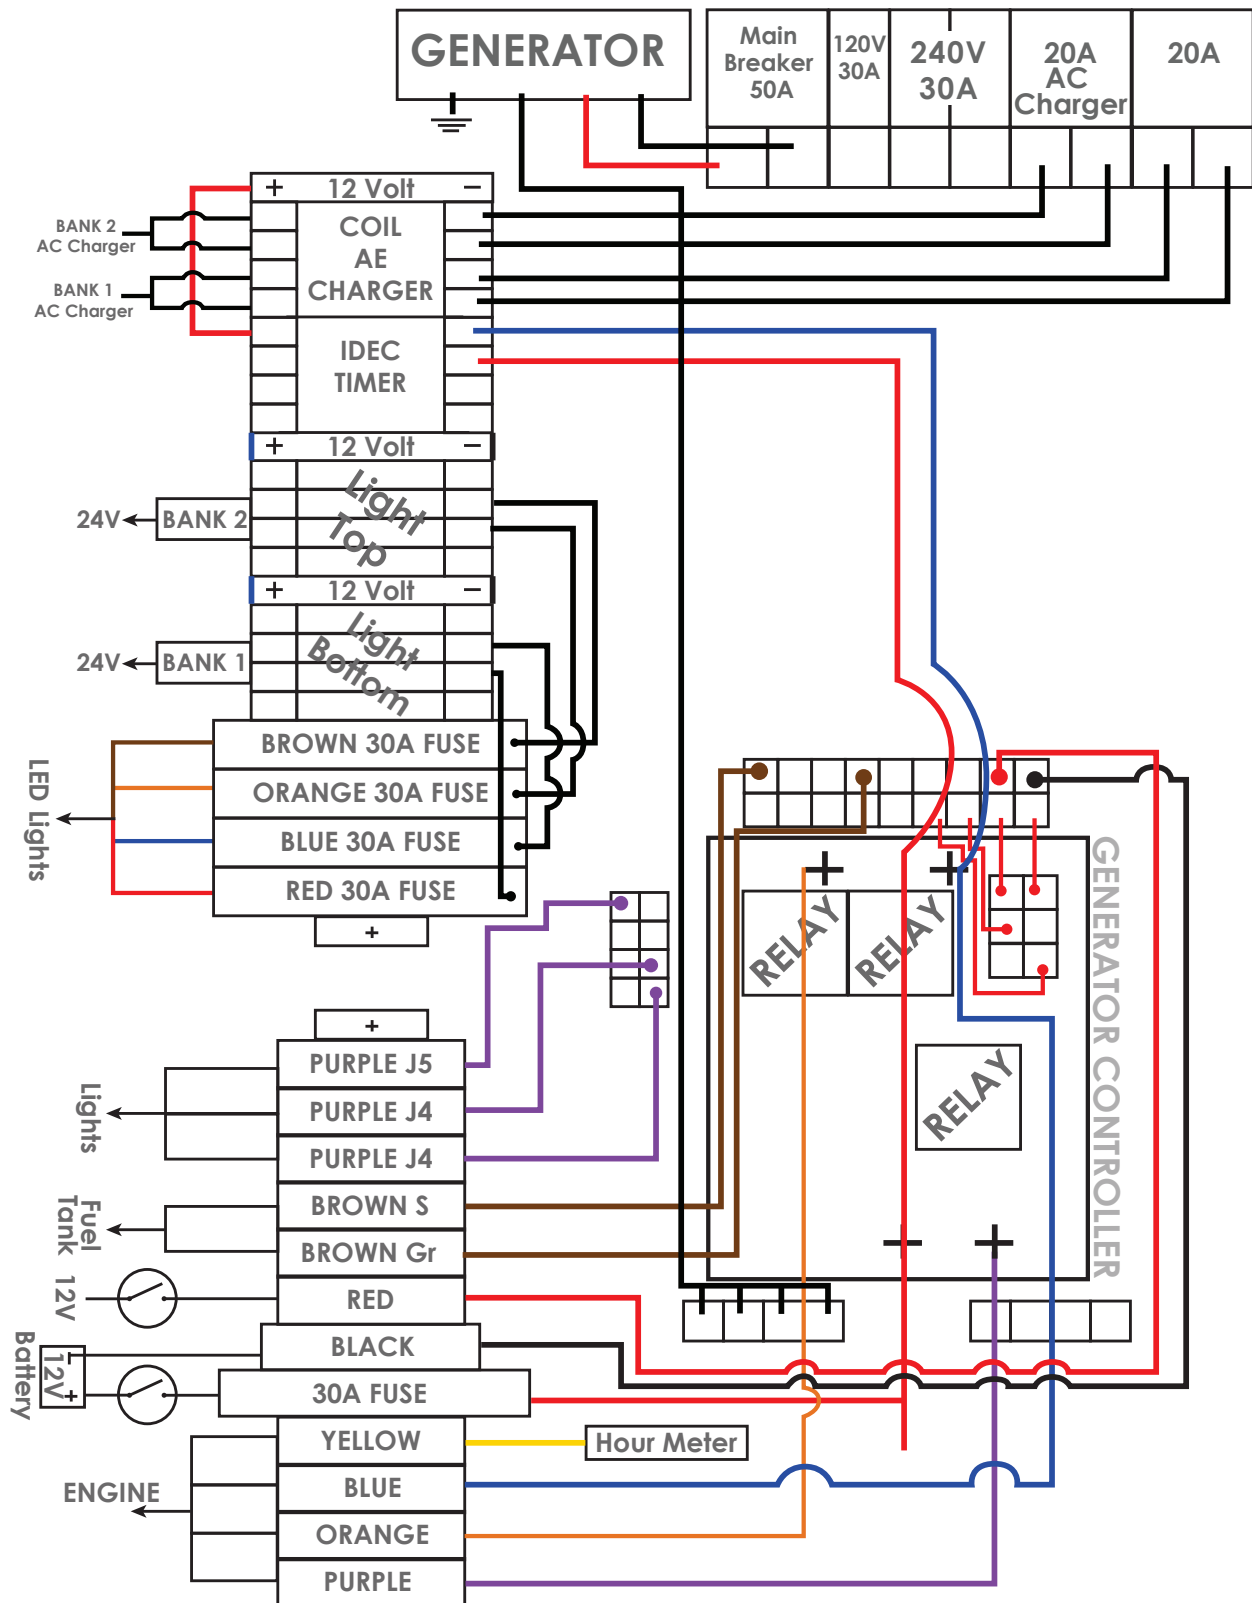 GENERATOR
Main
Breaker
50A
120V
30A
240V
30A
20A
AC
Charger
20A
+ 12 Volt −
BANK 2
AC Charger
COIL
AE
CHARGER
BANK 1
AC Charger
IDEC
TIMER
+ 12 Volt −
Light
Top
24V
BANK 2
+ 12 Volt −
Light
Bottom
24V
BANK 1
BROWN 30A FUSE
ORANGE 30A FUSE
BLUE 30A FUSE
RED 30A FUSE
LED Lights
+
+
PURPLE J5
PURPLE J4
PURPLE J4
Lights
BROWN S
BROWN Gr
Fuel
Tank
12V
RED
BLACK
30A FUSE
Battery
12V
− +
YELLOW
Hour Meter
BLUE
ORANGE
PURPLE
ENGINE
+ +
RELAY
RELAY
RELAY
+ +
GENERATOR CONTROLLER